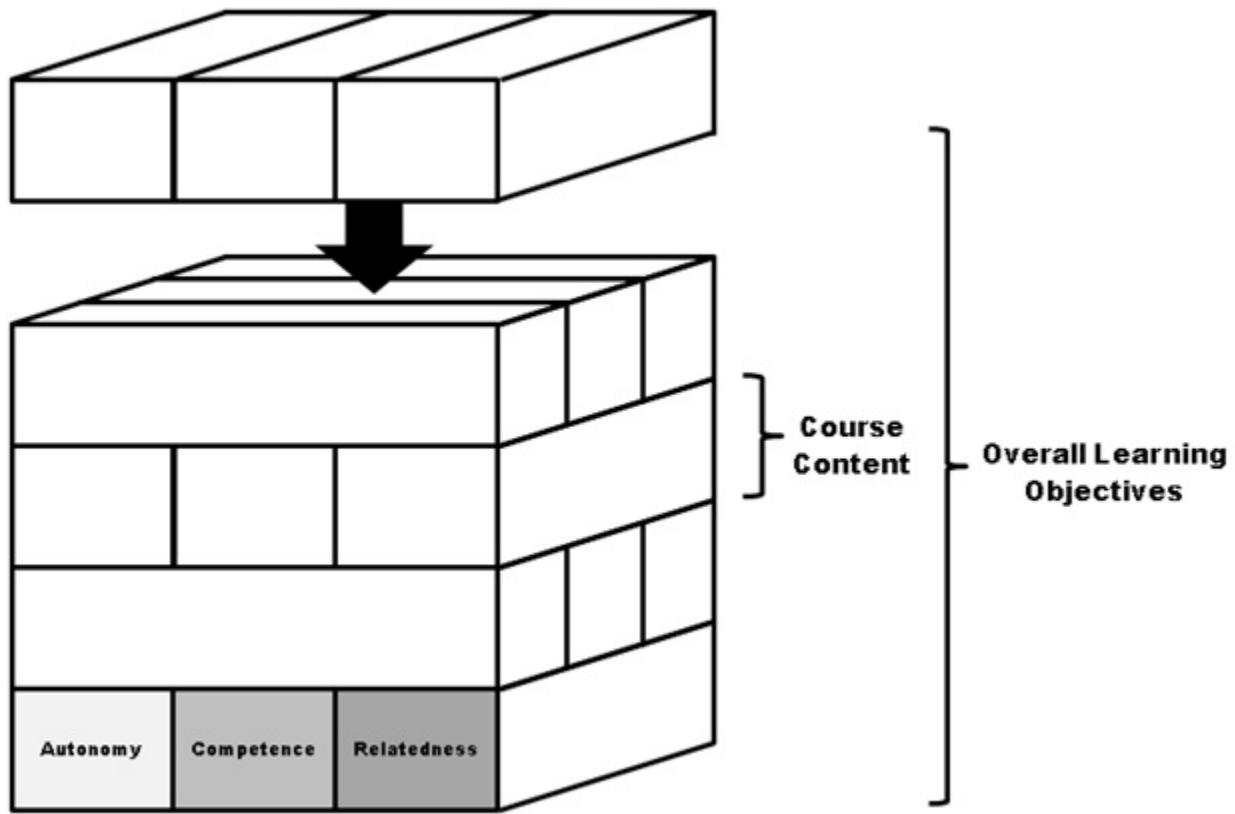 Course
Content
Overall Learning
Objectives
Autonomy
Competence
Relatedness